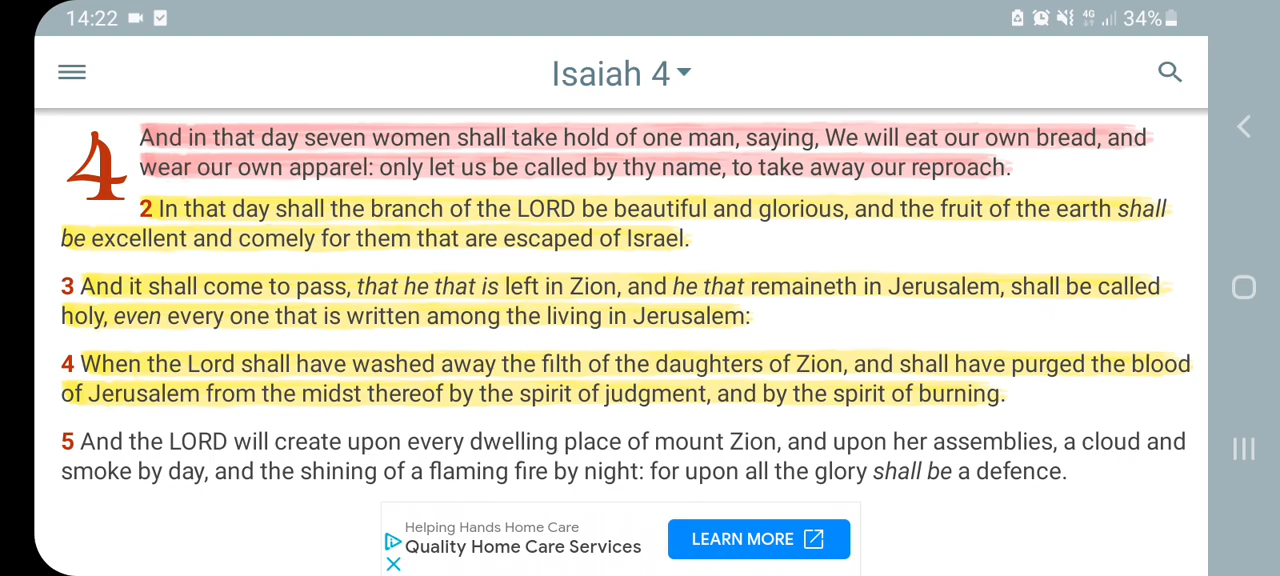 14:22
4G 34%
Isaiah 4
4 And in that day seven women shall take hold of one man, saying, We will eat our own bread, and
wear our own apparel: only let us be called by thy name, to take away our reproach.
2 In that day shall the branch of the LORD be beautiful and glorious, and the fruit of the earth shall
be excellent and comely for them that are escaped of Israel.
3 And it shall come to pass, that he that is left in Zion, and he that remaineth in Jerusalem, shall be called
holy, even every one that is written among the living in Jerusalem:
4 When the Lord shall have washed away the filth of the daughters of Zion, and shall have purged the blood
of Jerusalem from the midst thereof by the spirit of judgment, and by the spirit of burning.
5 And the LORD will create upon every dwelling place of mount Zion, and upon her assemblies, a cloud and
smoke by day, and the shining of a flaming fire by night: for upon all the glory shall be a defence.
Helping Hands Home Care
Quality Home Care Services
LEARN MORE